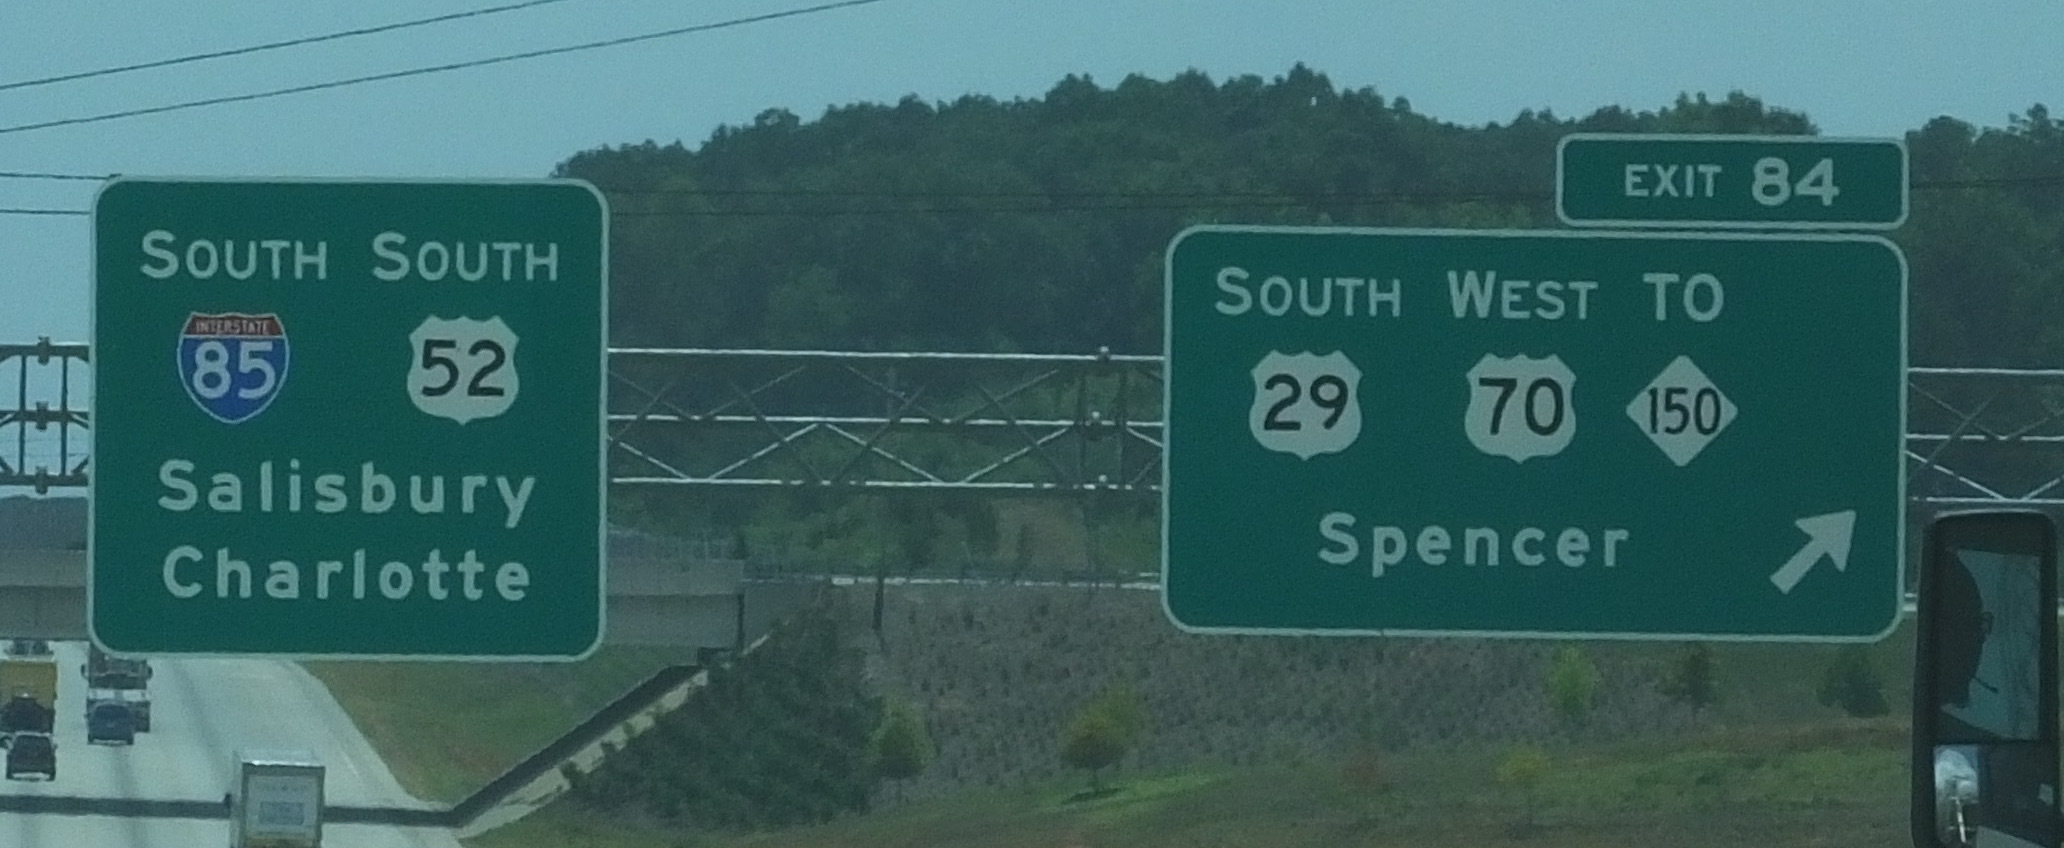 SOUTH SOUTH
INTERSTATE
85 52
Salisbury
Charlotte
EXIT 84
SOUTH WEST TO
29 70 150
Spencer